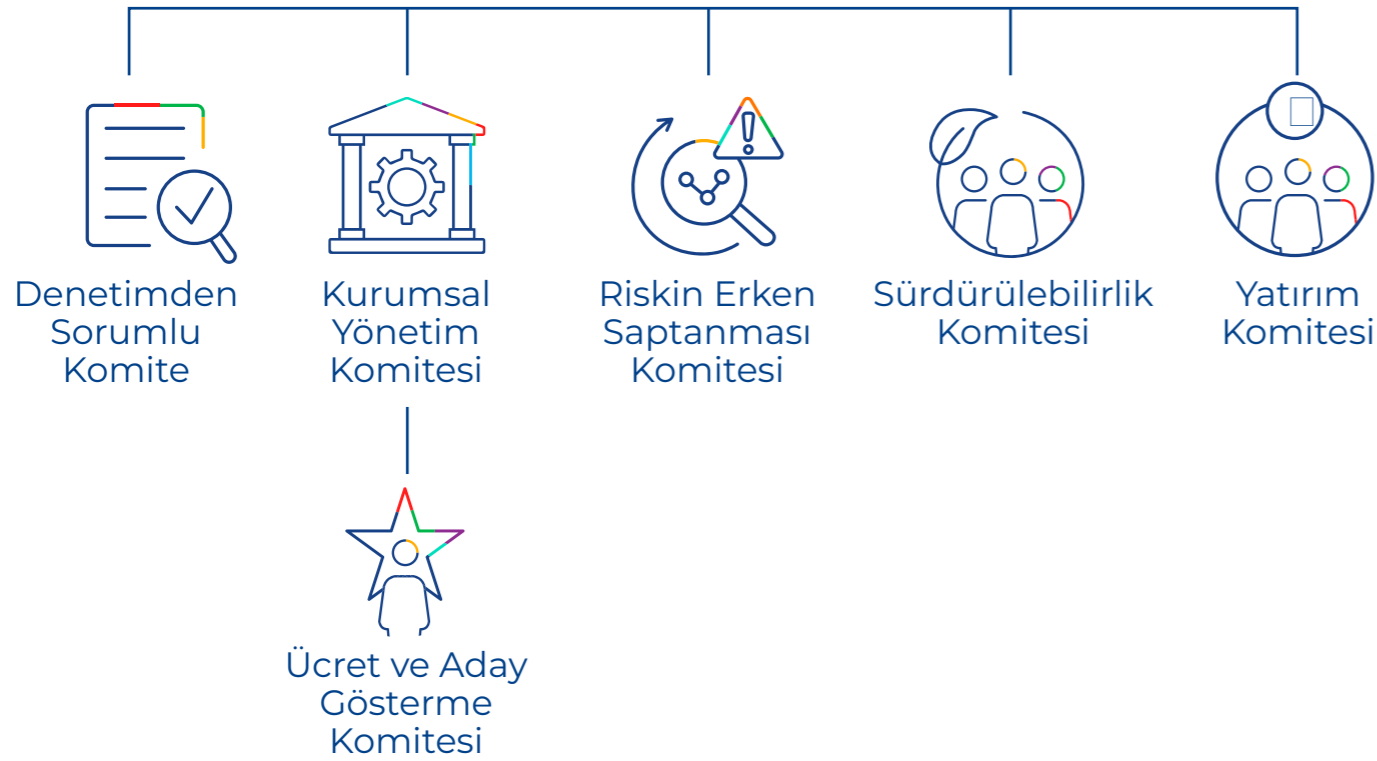 Denetimden
Sorumlu
Komite
Kurumsal
Yönetim
Komitesi
Riskin Erken
Saptanması
Komitesi
Sürdürülebilirlik
Komitesi
Yatırım
Komitesi
Ücret ve Aday
Gösterme
Komitesi